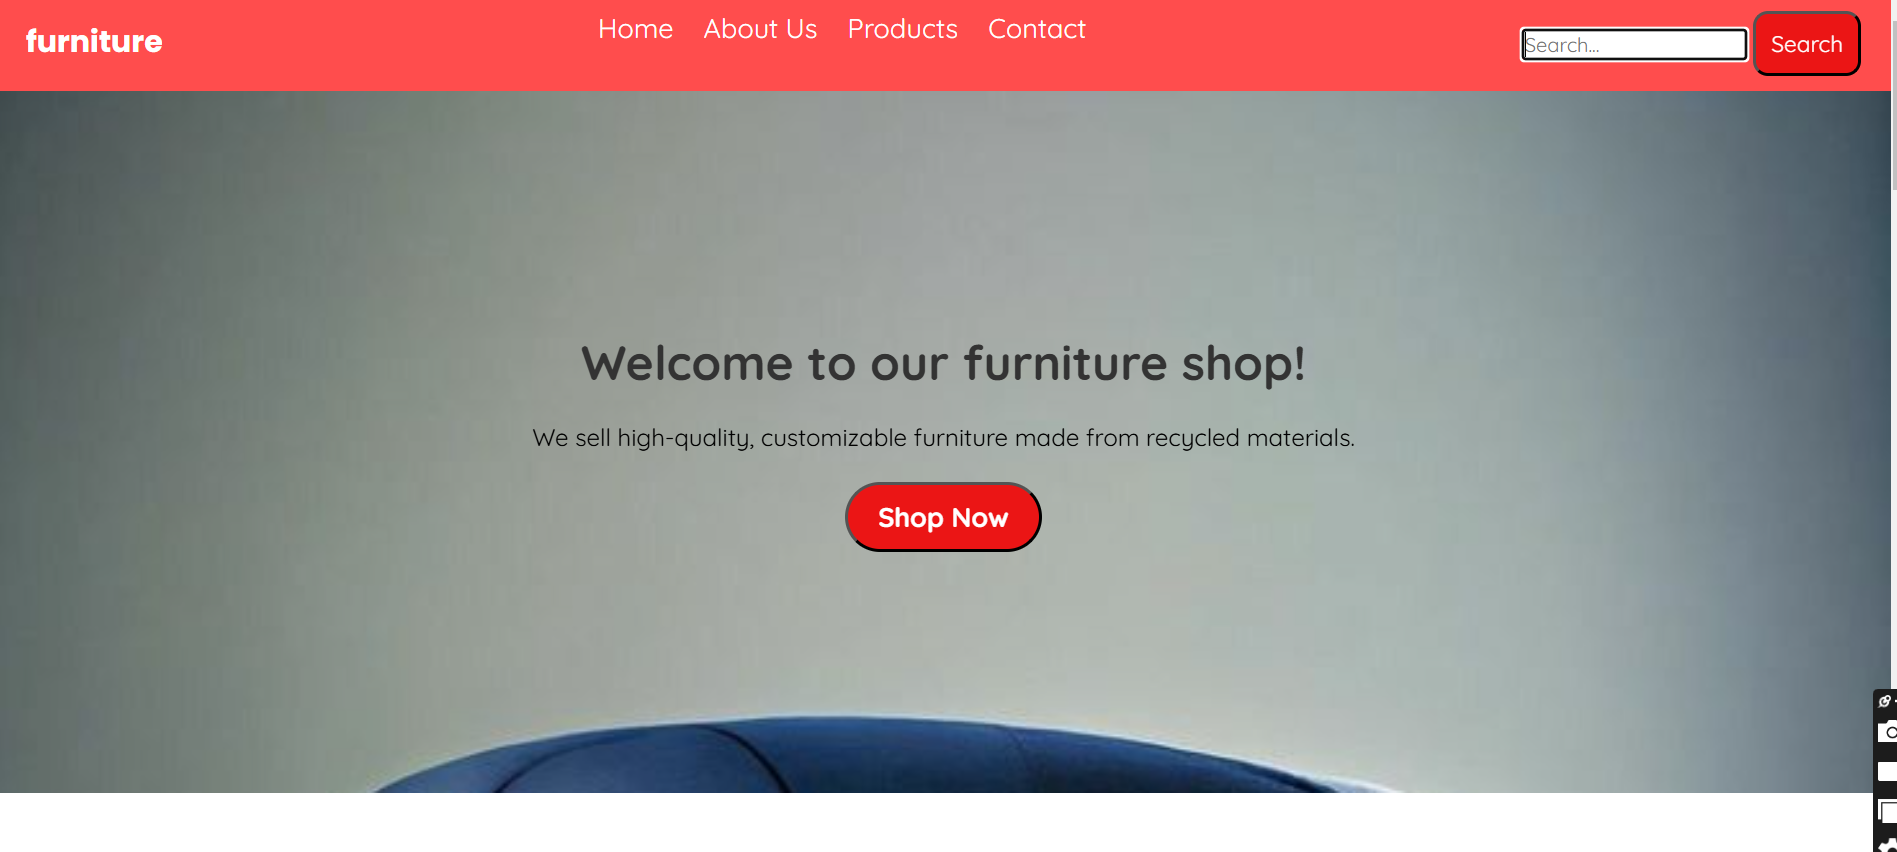 furniture
Home About Us Products Contact
Search...
Search
Welcome to our furniture shop!
We sell high-quality, customizable furniture made from recycled materials.
Shop Now